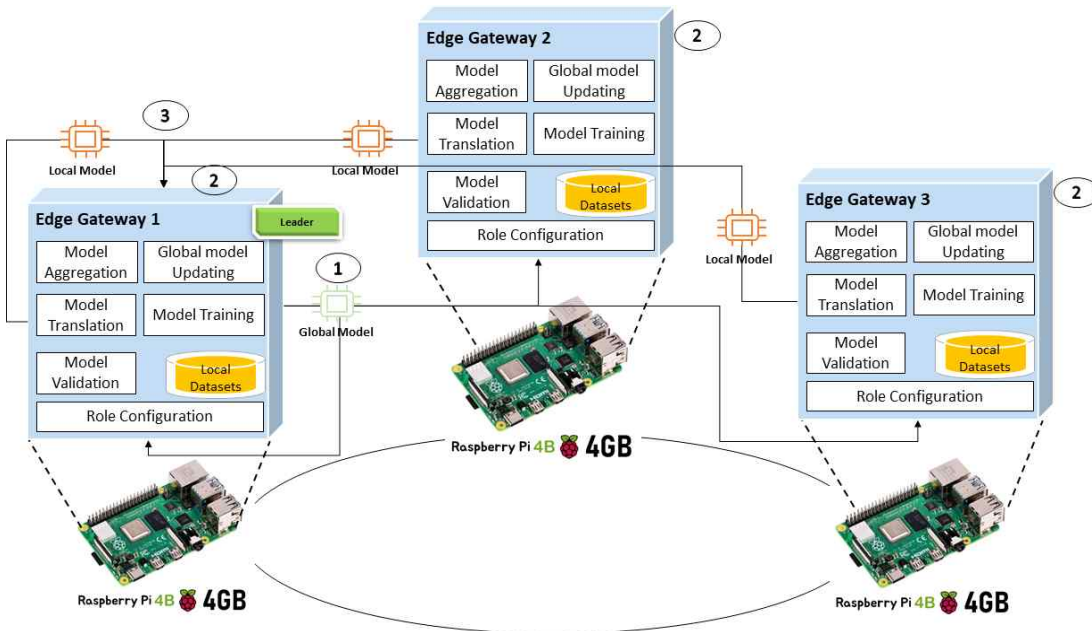 Edge Gateway 2
2
Model
Aggregation
Global model
Updating
Model
Translation
Model Training
Model
Validation
Local
Datasets
Role Configuration
3
Local Model
Local Model
2
Edge Gateway 1
Leader
Model
Aggregation
Global model
Updating
Model
Translation
Model Training
Model
Validation
Local
Datasets
Role Configuration
1
Global Model
Local Model
2
Edge Gateway 3
Model
Aggregation
Global model
Updating
Model
Translation
Model Training
Model
Validation
Local
Datasets
Role Configuration
Raspberry Pi 4B 4GB
Raspberry Pi 4B 4GB
Raspberry Pi 4B 4GB